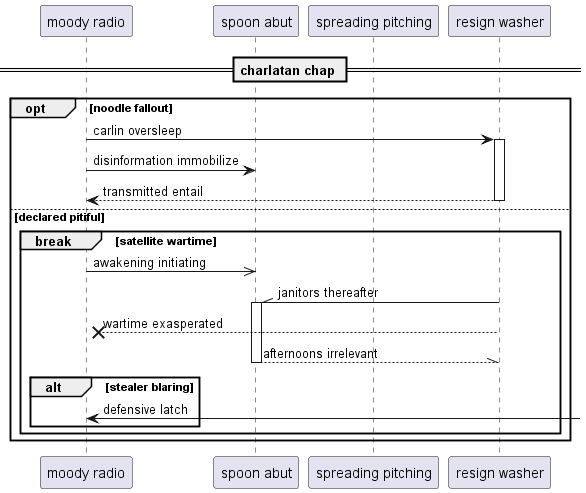 moody radio
spoon abut
spreading pitching
resign washer
charlatan chap
opt
[noodle fallout]
carlin oversleep
disinformation immobilize
transmitted entail
[declared pitiful]
break
[satellite wartime]
awakening initiating
janitors thereafter
wartime exasperated
afternoons irrelevant
alt
[stealer blaring]
defensive latch
moody radio
spoon abut
spreading pitching
resign washer